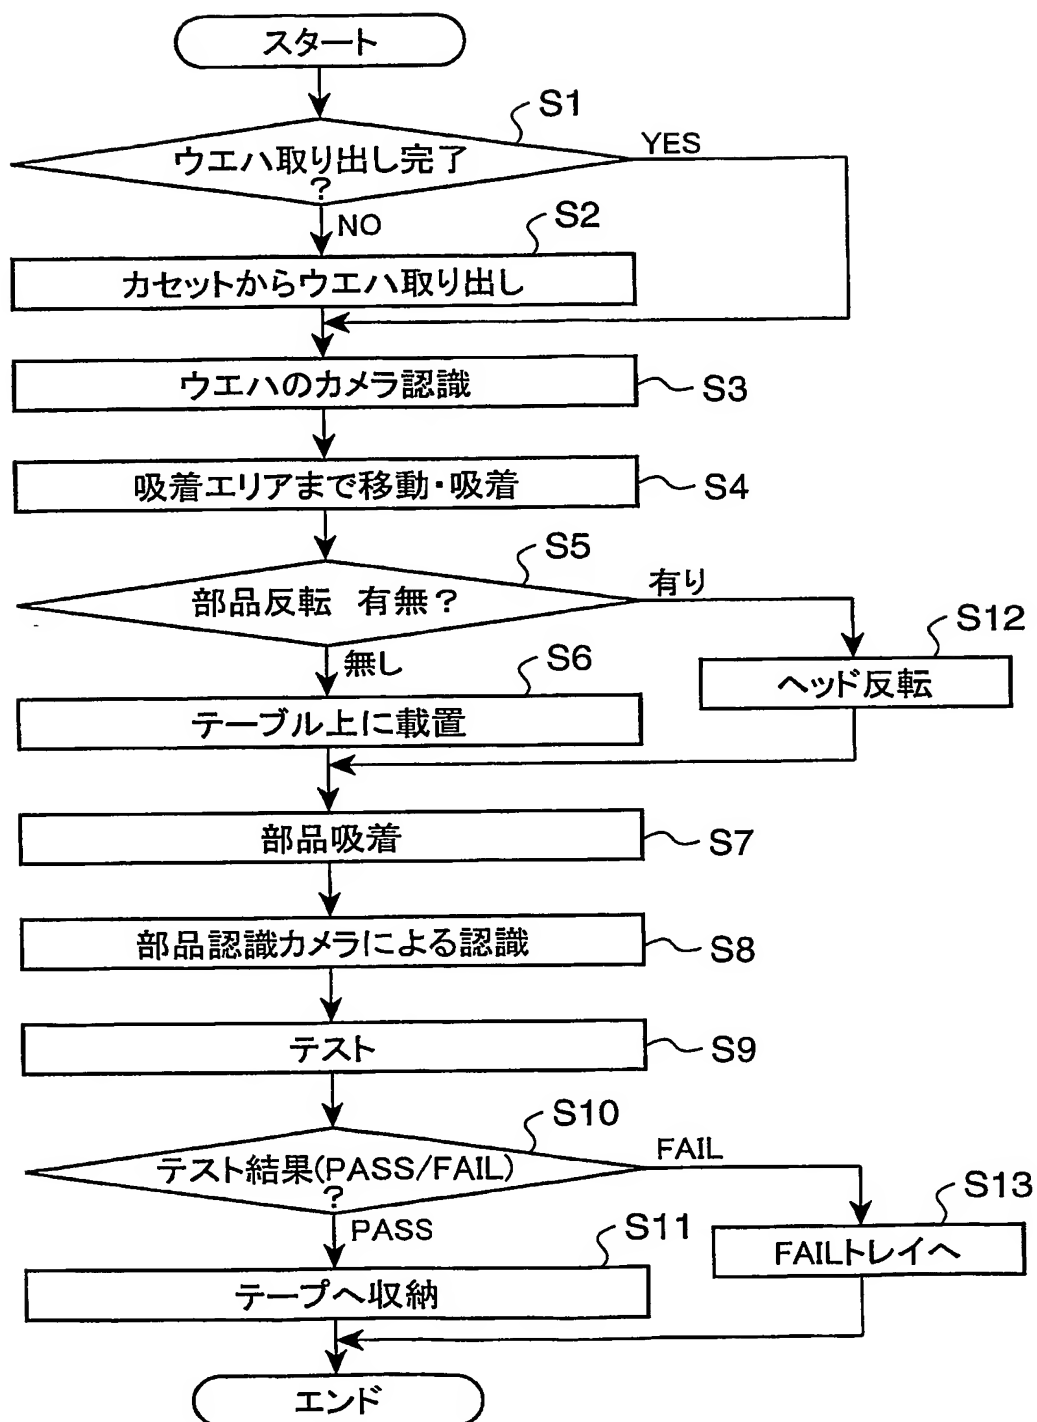 スタート
S1
ウエハ取り出し完了
?
YES
NO
S2
カセットからウエハ取り出し
ウエハのカメラ認識
S3
吸着エリアまで移動・吸着
S4
S5
部品反転 有無?
有り
無し
S12
ヘッド反転
S6
テーブル上に載置
部品吸着
S7
部品認識カメラによる認識
S8
テスト
S9
S10
テスト結果(PASS/FAIL)
?
FAIL
PASS
S13
FAILトレイへ
S11
テープへ収納
エンド